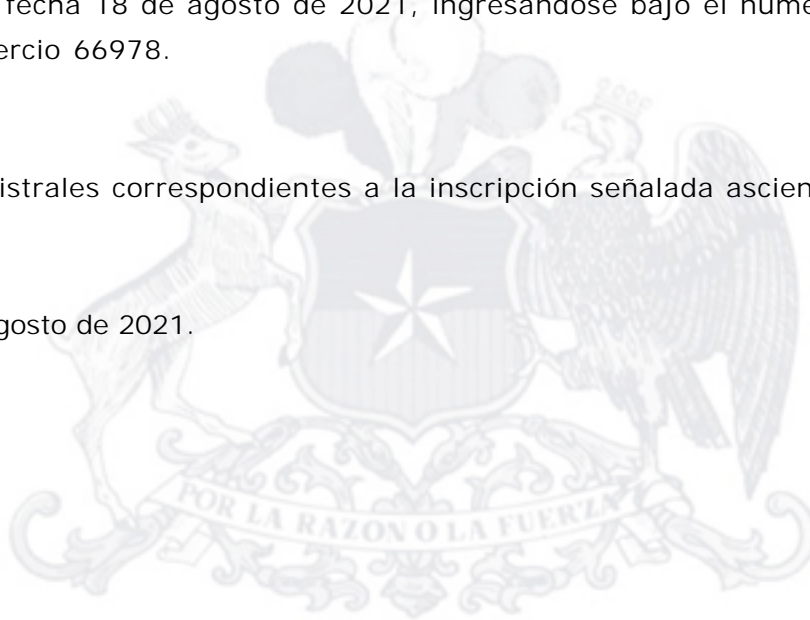 fecha 18 de agosto de 2021, ingresándose bajo el núme
ercio 66978.
istrales correspondientes a la inscripción señalada ascien
gosto de 2021.
POR LA RAZON O LA FUERZA